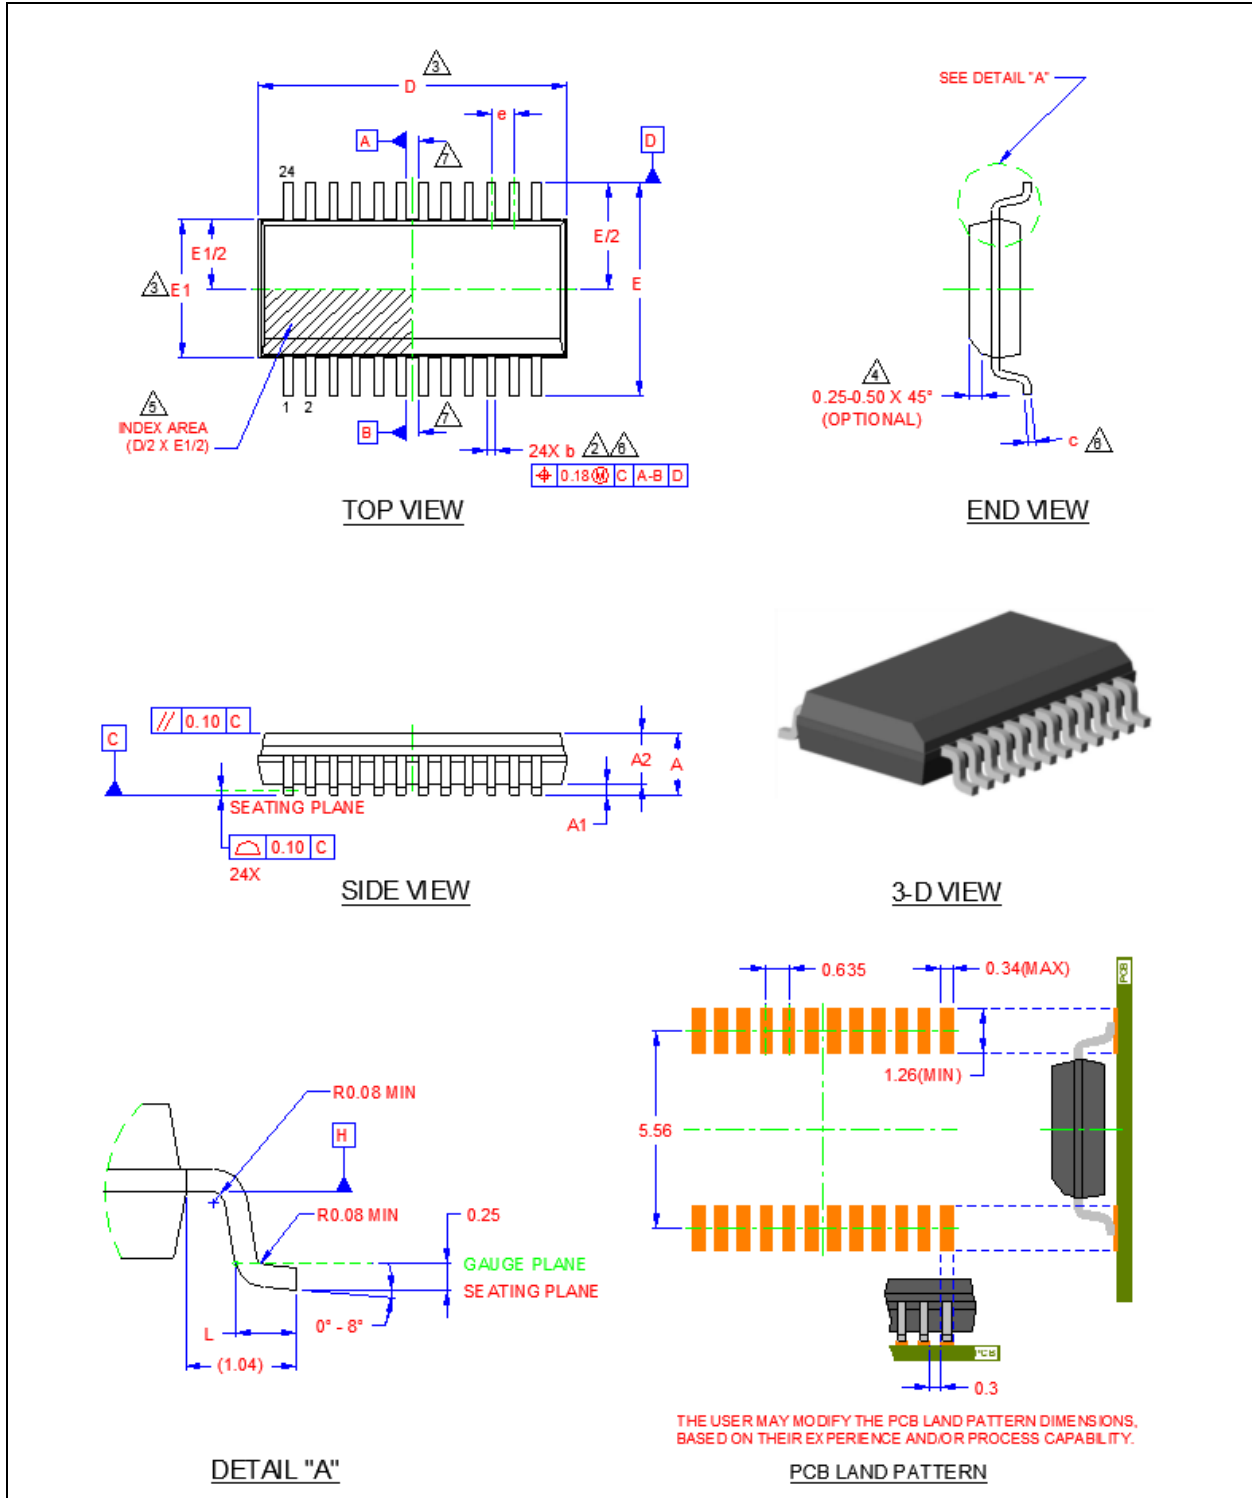 3
D
SEE DETAIL "A"
e
A
7
D
24
E1/2
E/2
3
E1
E
4
0.25-0.50 X 45°
(OPTIONAL)
5
1 2
INDEX AREA
(D/2 X E1/2)
B
7
24X b 2 6
c 6
⌖ 0.18 Ⓜ C A-B D
TOP VIEW
END VIEW
// 0.10 C
C
A2
A
SEATING PLANE
A1
⌓ 0.10 C
24X
SIDE VIEW
3-D VIEW
0.635
0.34(MAX)
PCB
1.26(MIN)
R0.08 MIN
H
5.56
R0.08 MIN
0.25
GAUGE PLANE
SEATING PLANE
L
0° - 8°
(1.04)
PCB
0.3
THE USER MAY MODIFY THE PCB LAND PATTERN DIMENSIONS,
BASED ON THEIR EXPERIENCE AND/OR PROCESS CAPABILITY.
DETAIL "A"
PCB LAND PATTERN